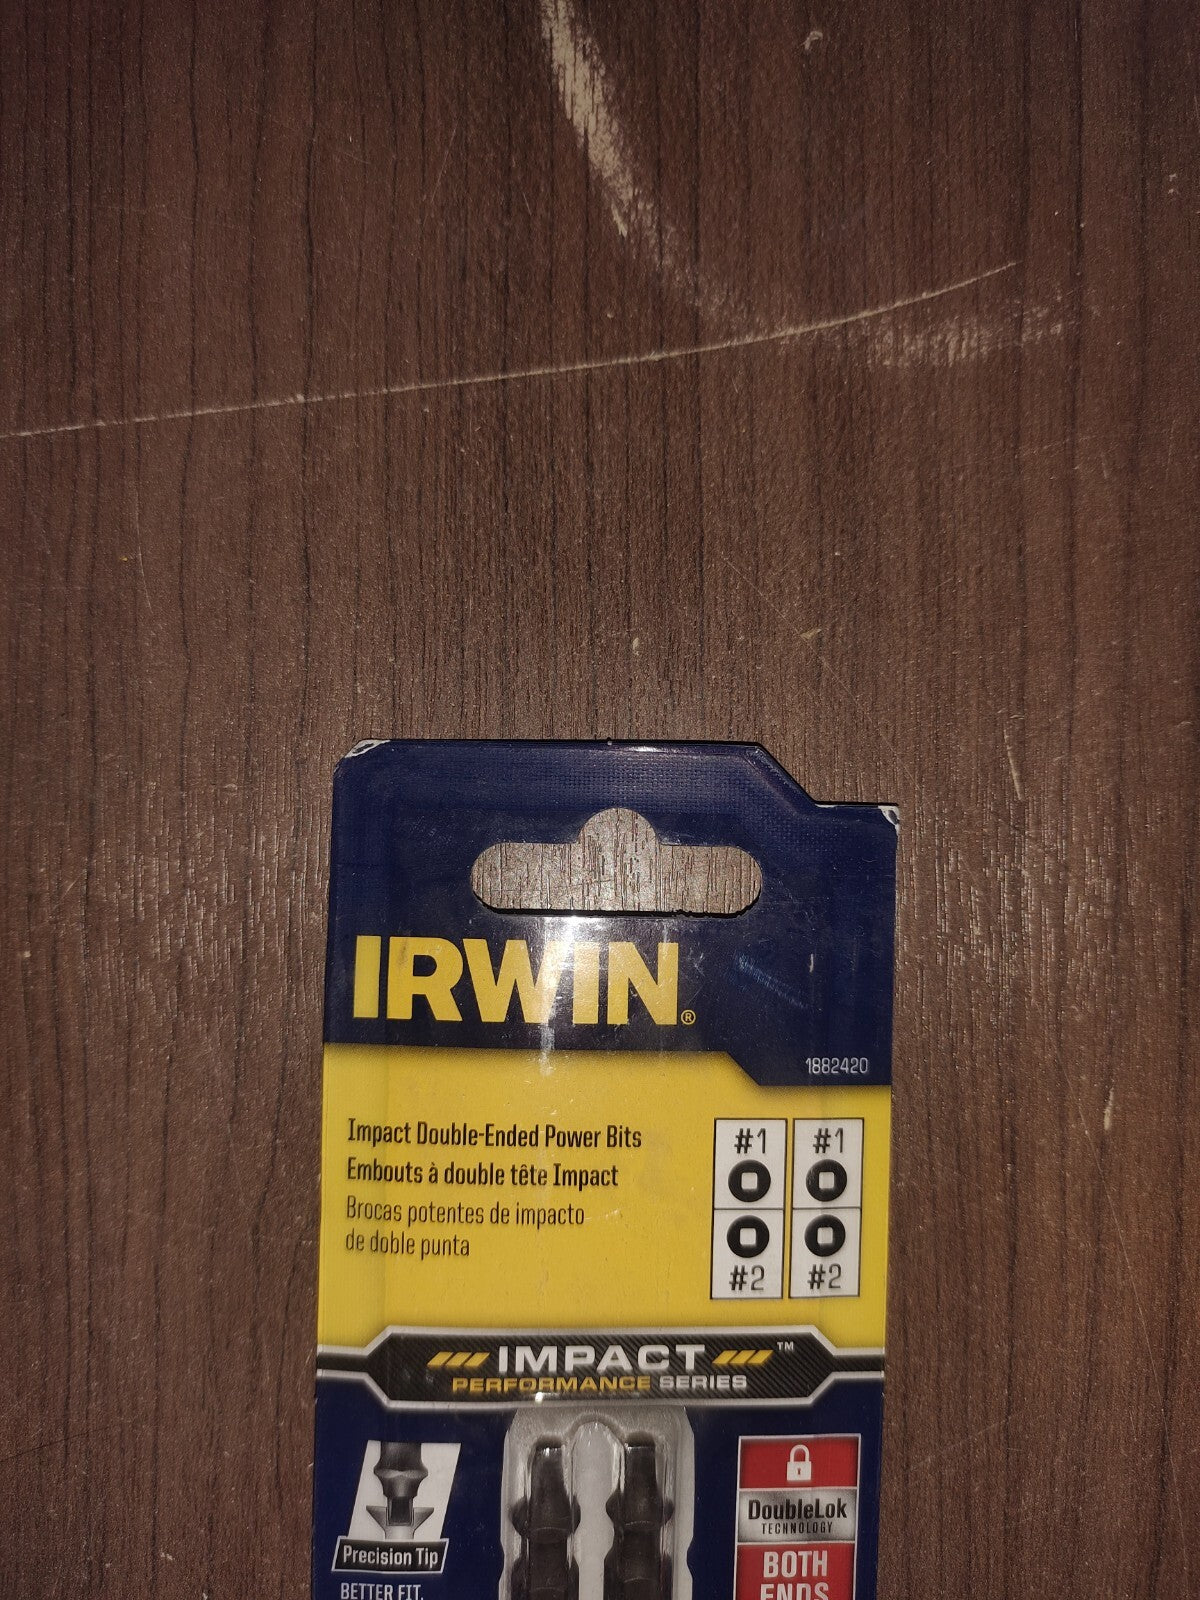 IRWIN®
1882420
Impact Double-Ended Power Bits
Embouts à double tête Impact
Brocas potentes de impacto
de doble punta
#1 #1
#2 #2
IMPACT™
PERFORMANCE SERIES
Precision Tip
BETTER FIT.
DoubleLok
TECHNOLOGY
BOTH
ENDS